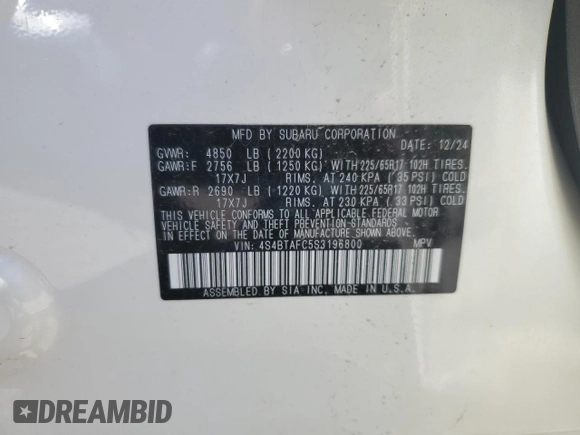 MFD BY SUBARU CORPORATION
DATE: 12/24
GVWR: 4850 LB (2200 KG)
GAWR:F 2756 LB (1250 KG) WITH 225/65R17 102H TIRES.
17X7J RIMS. AT 240 KPA (35 PSI) COLD
GAWR:R 2690 LB (1220 KG) WITH 225/65R17 102H TIRES.
17X7J RIMS. AT 230 KPA (33 PSI) COLD
THIS VEHICLE CONFORMS TO ALL APPLICABLE FEDERAL MOTOR
VEHICLE SAFETY AND THEFT PREVENTION STANDARDS IN EFFECT
ON THE DATE OF MANUFACTURE SHOWN ABOVE.
VIN: 4S4BTAFC5S3196800 MPV
ASSEMBLED BY SIA INC. MADE IN U.S.A.
DREAMBID